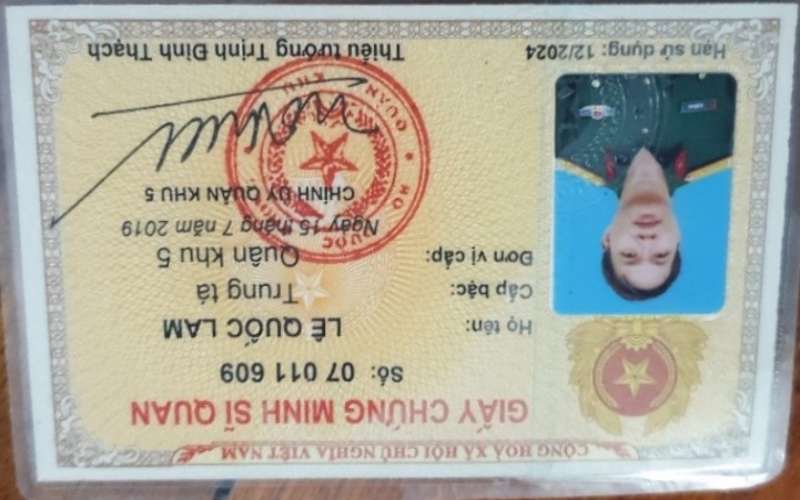 CỘNG HOÀ XÃ HỘI CHỦ NGHĨA VIỆT NAM
GIẤY CHỨNG MINH SĨ QUAN
Số: 07 011 609
Họ tên: LÊ QUỐC LAM
Cấp bậc: Trung tá
Đơn vị cấp: Quân khu 5
Ngày 15 tháng 7 năm 2019
CHÍNH ỦY QUÂN KHU 5
QUÂN KHU
Hạn sử dụng: 12/2024
Thiếu tướng Trịnh Đình Thạch